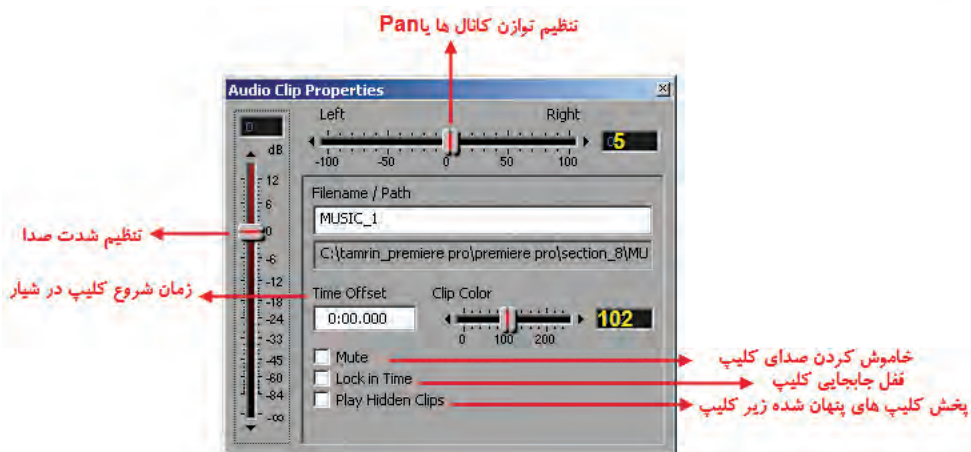 تنظیم توازن کانال ها یاPan
Audio Clip Properties
Left Right
0
dB
5
-100 -50 0 50 100
12
6
0
-6
-12
-18
-24
-33
-45
-60
-84
-∞
Filename / Path
MUSIC_1
C:\tamrin_premiere pro\premiere pro\section_8\MU
تنظیم شدت صدا
زمان شروع کلیپ در شیار
Time Offset Clip Color
0:00.000 102
0 100 200
Mute
خاموش کردن صدای کلیپ
Lock in Time
قفل جابجایی کلیپ
Play Hidden Clips
پخش کلیپ های پنهان شده زیر کلیپ